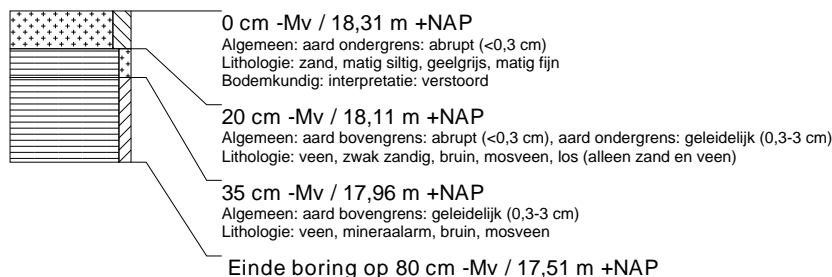 0 cm -Mv / 18,31 m +NAP
Algemeen: aard ondergrens: abrupt (<0,3 cm)
Lithologie: zand, matig siltig, geelgrijs, matig fijn
Bodemkundig: interpretatie: verstoord
20 cm -Mv / 18,11 m +NAP
Algemeen: aard bovengrens: abrupt (<0,3 cm), aard ondergrens: geleidelijk (0,3-3 cm)
Lithologie: veen, zwak zandig, bruin, mosveen, los (alleen zand en veen)
35 cm -Mv / 17,96 m +NAP
Algemeen: aard bovengrens: geleidelijk (0,3-3 cm)
Lithologie: veen, mineraalarm, bruin, mosveen
Einde boring op 80 cm -Mv / 17,51 m +NAP